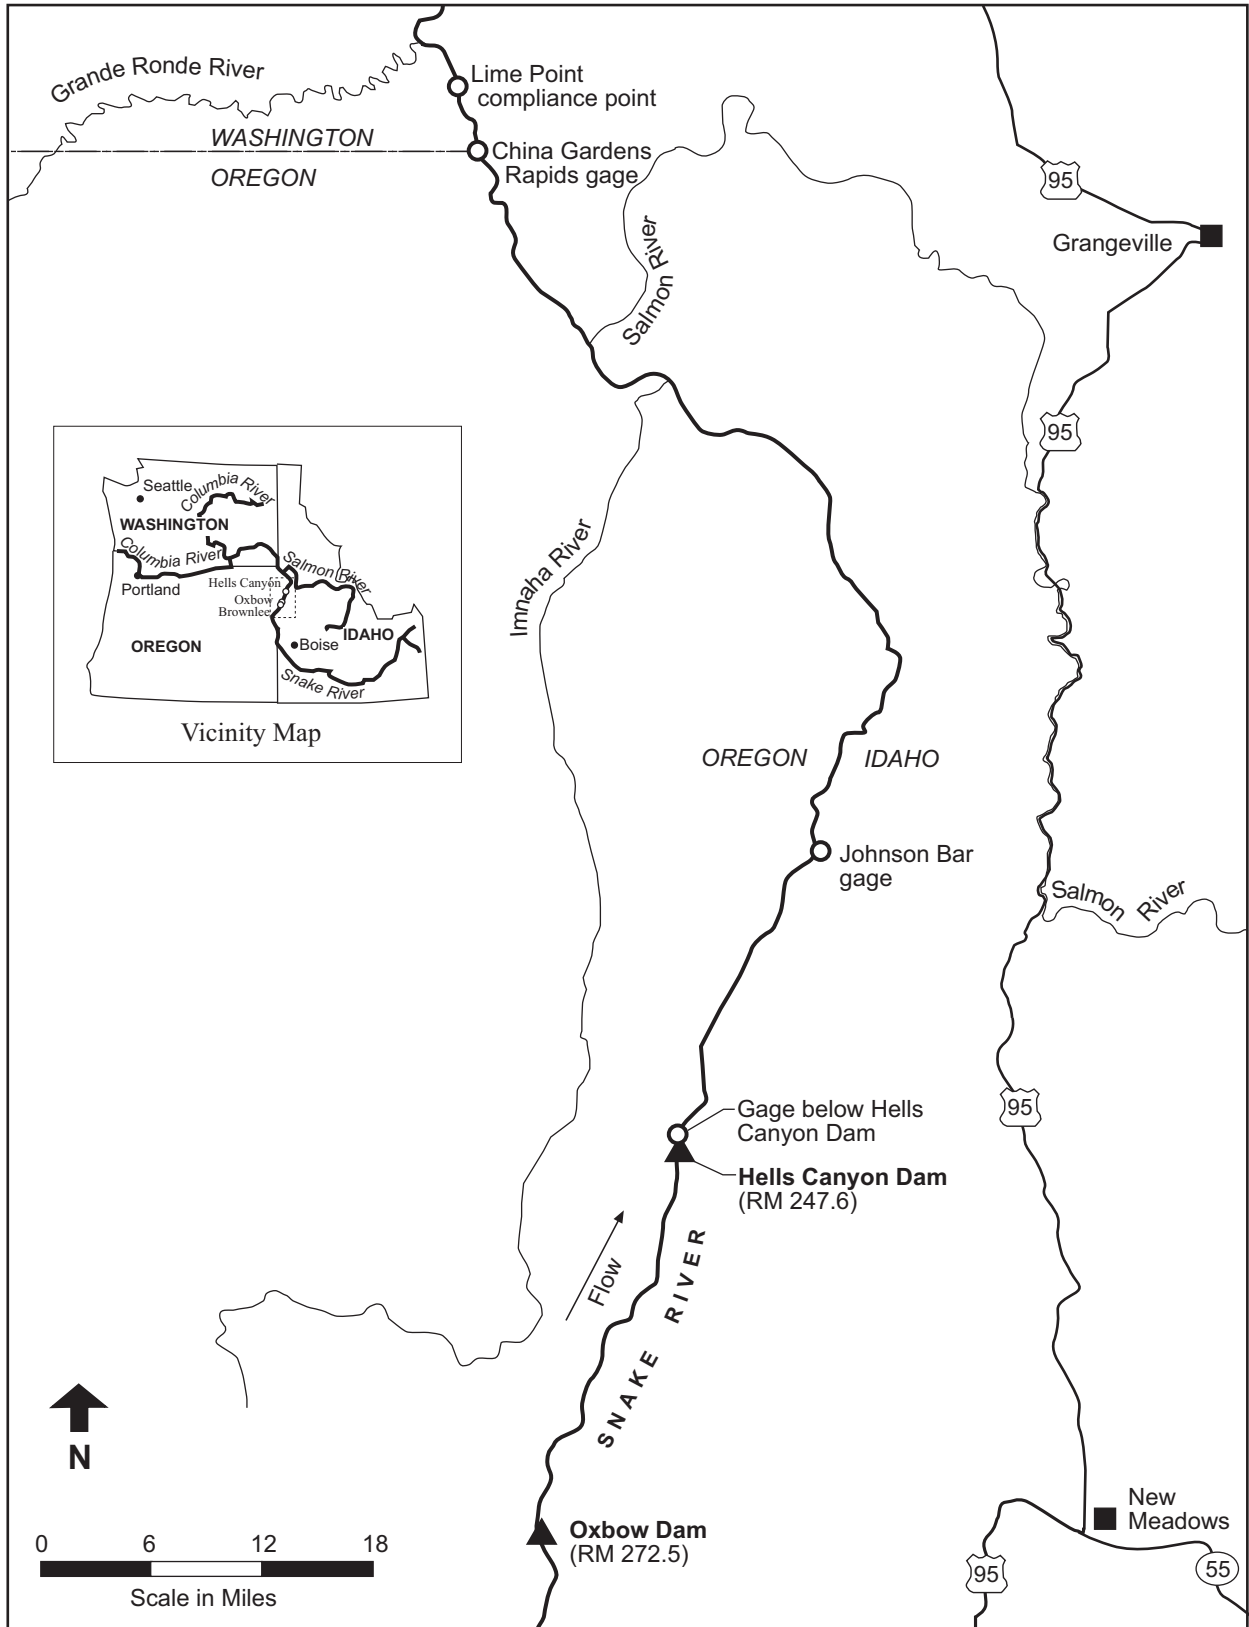 Grande Ronde River
Lime Point
compliance point
WASHINGTON
OREGON
China Gardens
Rapids gage
95
Grangeville
Salmon River
95
Imnaha River
Seattle
Columbia River
WASHINGTON
Columbia River
Salmon River
Portland
Hells Canyon
Oxbow
Brownlee
OREGON
IDAHO
Boise
Snake River
Vicinity Map
OREGON
IDAHO
Johnson Bar
gage
Salmon River
95
Gage below Hells
Canyon Dam
Hells Canyon Dam
(RM 247.6)
Flow
SNAKE RIVER
N
New
Meadows
Oxbow Dam
(RM 272.5)
95
55
0 6 12 18
Scale in Miles